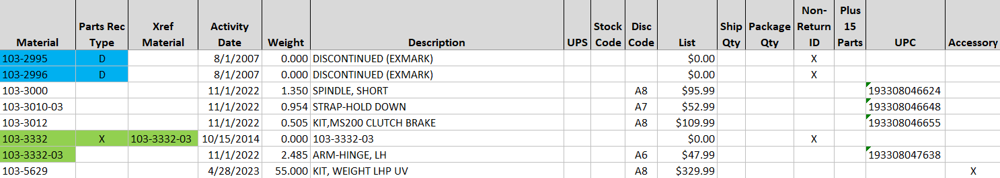 Material Parts Rec Type Xref Material Activity Date Weight Description UPS Stock Code Disc Code List Ship Qty Package Qty Non-Return ID Plus 15 Parts UPC Accessory
103-2995 D 8/1/2007 0.000 DISCONTINUED (EXMARK) $0.00 X
103-2996 D 8/1/2007 0.000 DISCONTINUED (EXMARK) $0.00 X
103-3000 11/1/2022 1.350 SPINDLE, SHORT A8 $95.99 193308046624
103-3010-03 11/1/2022 0.954 STRAP-HOLD DOWN A7 $52.99 193308046648
103-3012 11/1/2022 0.505 KIT,MS200 CLUTCH BRAKE A8 $109.99 193308046655
103-3332 X 103-3332-03 10/15/2014 0.000 103-3332-03 $0.00 X
103-3332-03 11/1/2022 2.485 ARM-HINGE, LH A6 $47.99 193308047638
103-5629 4/28/2023 55.000 KIT, WEIGHT LHP UV A8 $329.99 X